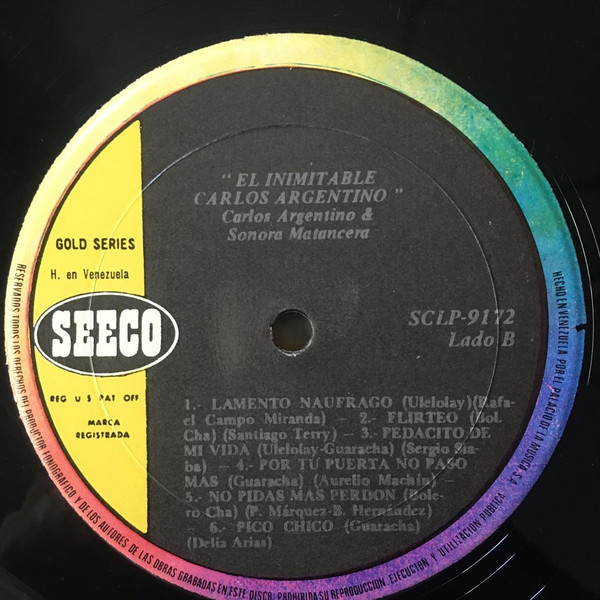 " EL INIMITABLE
CARLOS ARGENTINO "
Carlos Argentino &
Sonora Matancera
GOLD SERIES
H. en Venezuela
SEECO
REG U S PAT OFF
MARCA
REGISTRADA
SCLP-9172
Lado B
1.- LAMENTO NAUFRAGO (Ulelolay)(Rafa-
el Campo Miranda) - 2.- FLIRTEO (Bol.
Cha) (Santiago Terry) - 3.- PEDACITO DE
MI VIDA (Ulelolay-Guaracha) (Sergio Sia-
ba) - 4.- POR TU PUERTA NO PASO
MAS (Guaracha) (Aurelio Machín) -
5.- NO PIDAS MAS PERDON (Bole-
ro Cha) (P. Márquez-B. Hernández)
- 6.- PICO CHICO (Guaracha)
(Delia Arias)
HECHO EN VENEZUELA POR EL PALACIO DE LA MUSICA S.A.
RESERVADOS TODOS LOS DERECHOS DEL PRODUCTOR FONOGRAFICO Y DE LOS AUTORES DE LAS OBRAS GRABADAS EN ESTE DISCO. PROHIBIDA SU REPRODUCCION, EJECUCION Y UTILIZACION PUBLICA